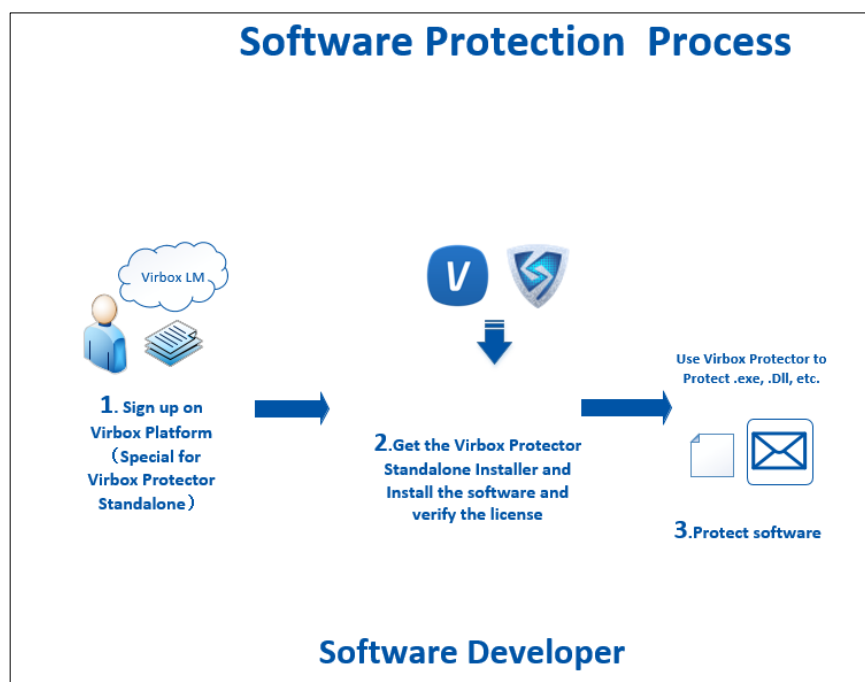 Software Protection Process
Virbox LM
1. Sign up on
Virbox Platform
（Special for
Virbox Protector
Standalone）
V
2.Get the Virbox Protector
Standalone Installer and
Install the software and
verify the license
Use Virbox Protector to
Protect .exe, .Dll, etc.
3.Protect software
Software Developer